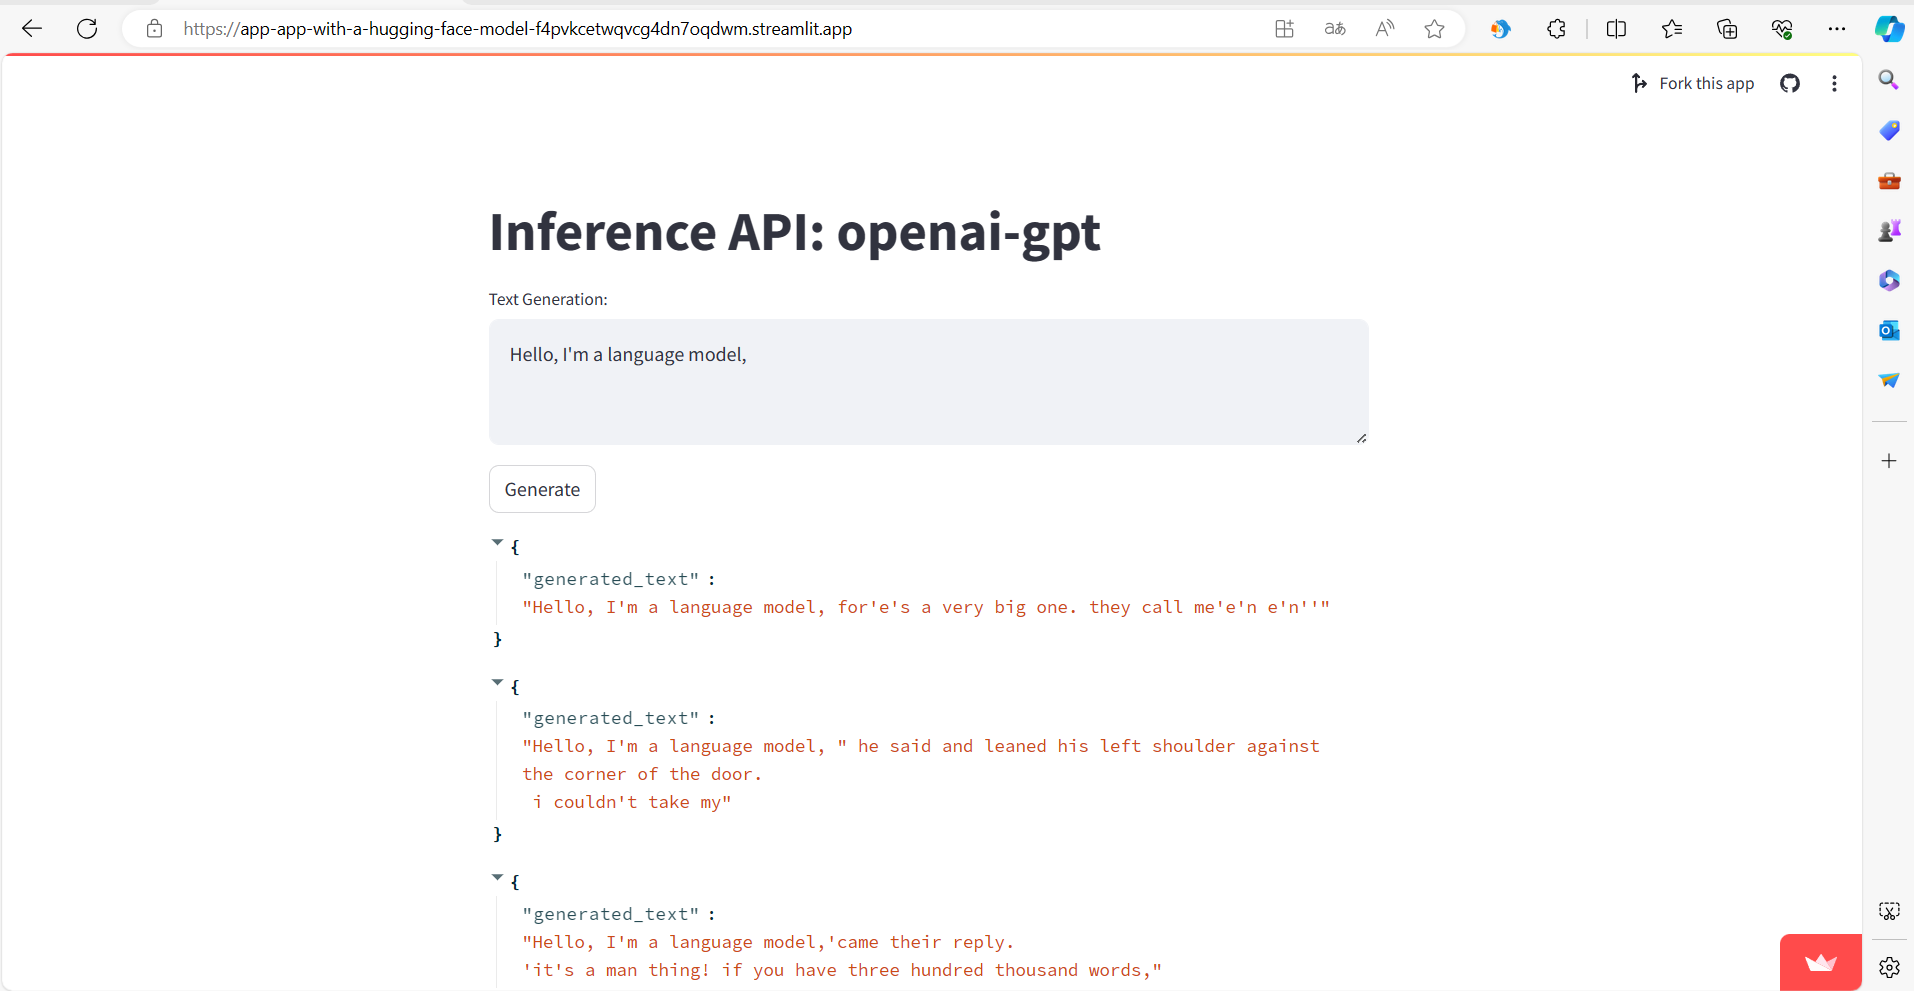 https://app-app-with-a-hugging-face-model-f4pvkcetwqvcg4dn7oqdwm.streamlit.app
aあ
A
Fork this app
Inference API: openai-gpt
Text Generation:
Hello, I'm a language model,
Generate
{
"generated_text" :
"Hello, I'm a language model, for'e's a very big one. they call me'e'n e'n''"
}
{
"generated_text" :
"Hello, I'm a language model, " he said and leaned his left shoulder against
the corner of the door.
i couldn't take my"
}
{
"generated_text" :
"Hello, I'm a language model,'came their reply.
'it's a man thing! if you have three hundred thousand words,"